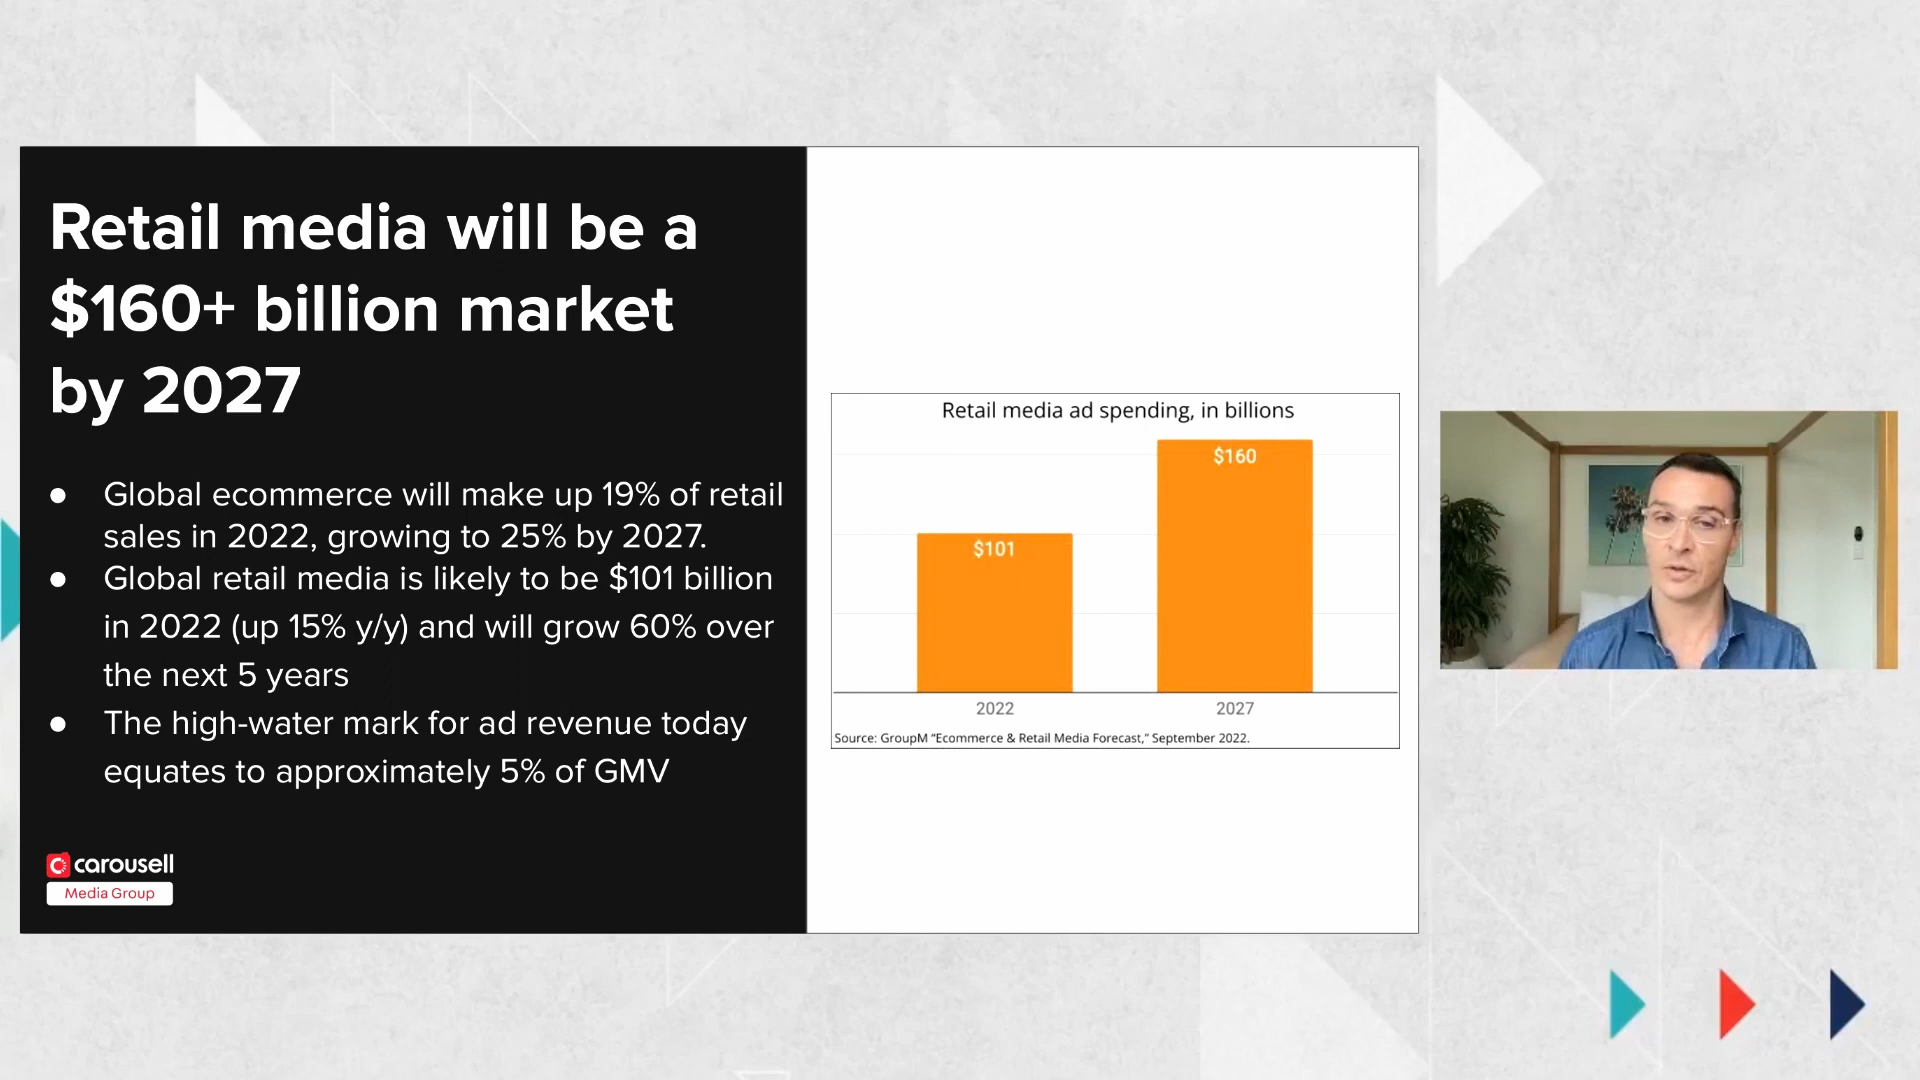 Retail media will be a
$160+ billion market
by 2027
● Global ecommerce will make up 19% of retail
sales in 2022, growing to 25% by 2027.
● Global retail media is likely to be $101 billion
in 2022 (up 15% y/y) and will grow 60% over
the next 5 years
● The high-water mark for ad revenue today
equates to approximately 5% of GMV
carousell
Media Group
Retail media ad spending, in billions
$160
$101
2022
2027
Source: GroupM “Ecommerce & Retail Media Forecast,” September 2022.